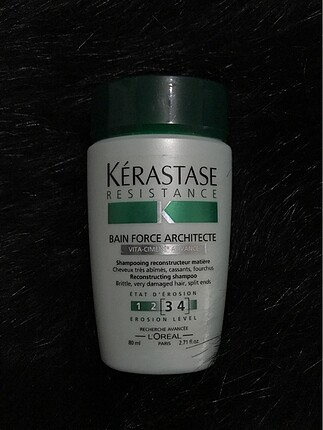 KÉRASTASE
RESISTANCE
K
BAIN FORCE ARCHITECTE
Shampooing reconstructeur matière
Cheveux très abîmés, cassants, fourchus
Reconstructing shampoo
Brittle, very damaged hair, split ends
ETAT D'ÉROSION
1 2 [3 4]
EROSION LEVEL
RECHERCHE AVANCÉE
L'ORÉAL
PARIS
80 ml 2.71 fl.oz